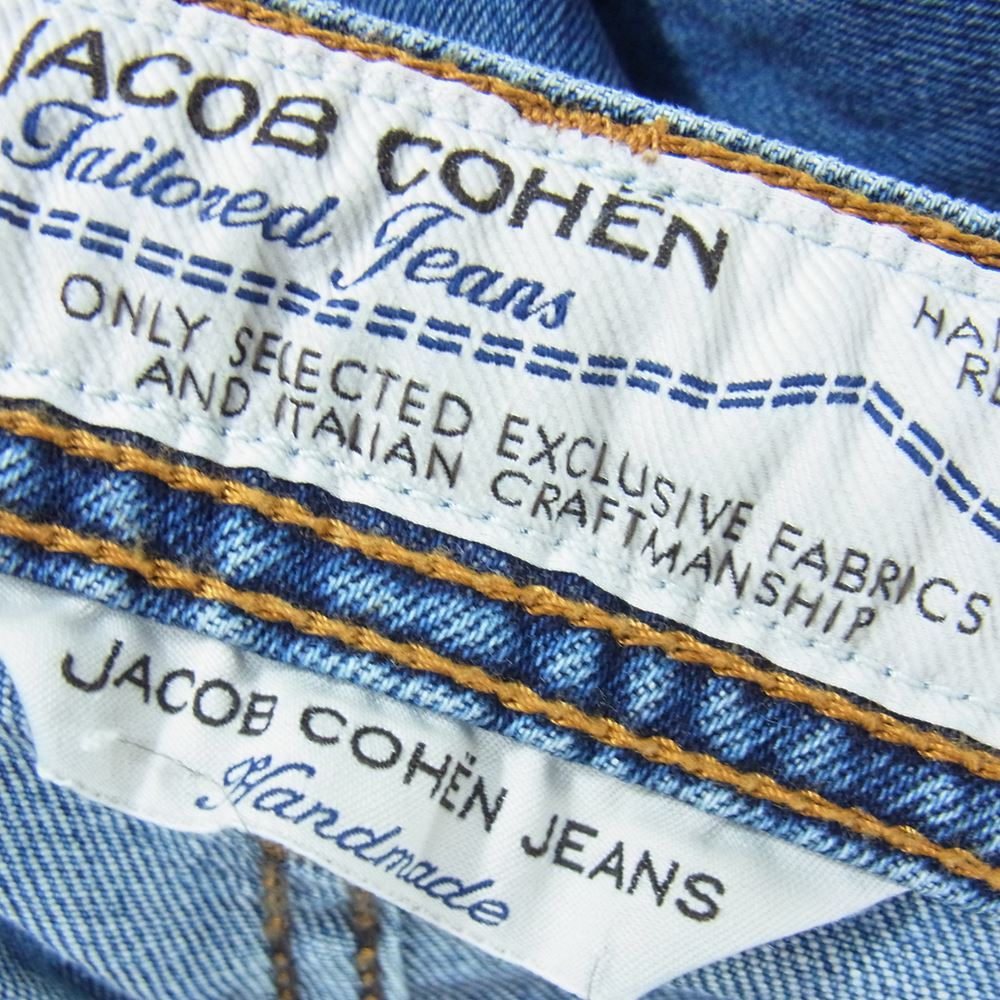 JACOB COHËN
Tailored Jeans
ONLY SELECTED EXCLUSIVE FABRICS
AND ITALIAN CRAFTMANSHIP
JACOB COHËN JEANS
Handmade